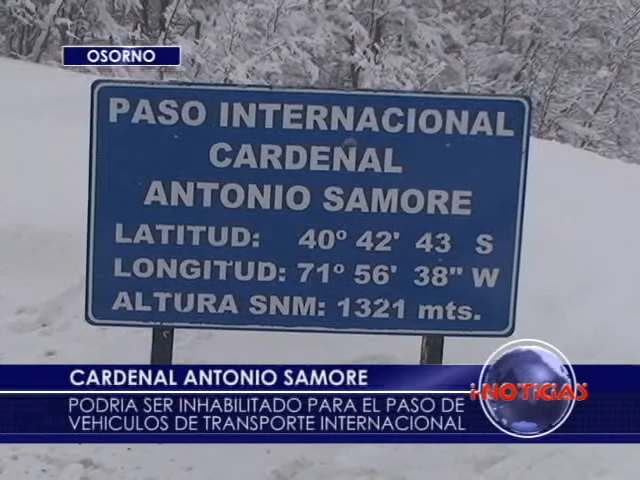 OSORNO
PASO INTERNACIONAL
CARDENAL
ANTONIO SAMORE
LATITUD: 40º 42' 43 S
LONGITUD: 71º 56' 38" W
ALTURA SNM: 1321 mts.
CARDENAL ANTONIO SAMORE
PODRIA SER INHABILITADO PARA EL PASO DE
VEHICULOS DE TRANSPORTE INTERNACIONAL
NOTICIAS